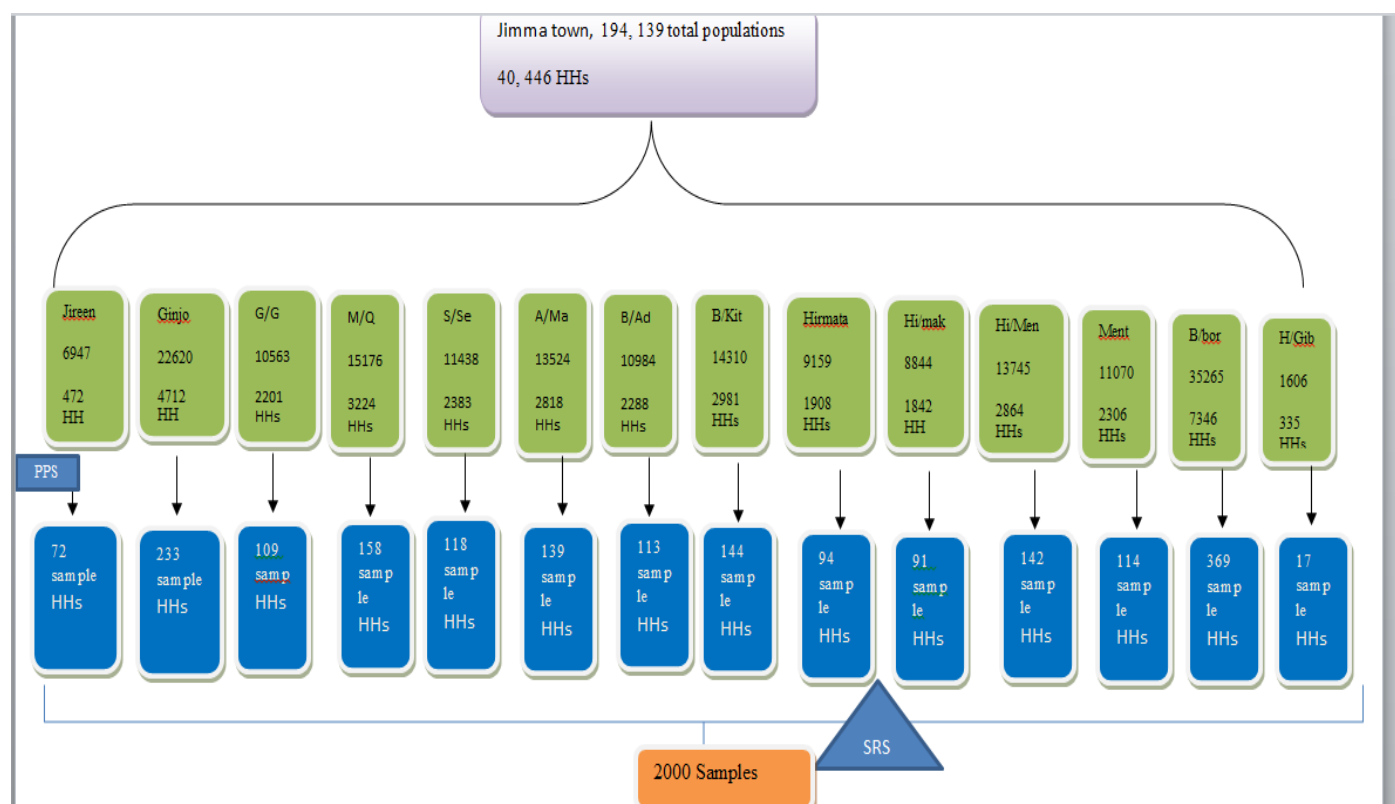 Jimma town, 194, 139 total populations
40, 446 HHs
Jireen
6947
472
HH
Ginjo
22620
4712
HH
G/G
10563
2201
HHs
M/Q
15176
3224
HHs
S/Se
11438
2383
HHs
A/Ma
13524
2818
HHs
B/Ad
10984
2288
HHs
B/Kit
14310
2981
HHs
Hirmata
9159
1908
HHs
Hi/mak
8844
1842
HH
Hi/Men
13745
2864
HHs
Ment
11070
2306
HHs
B/bor
35265
7346
HHs
H/Gib
1606
335
HHs
PPS
72
sample
HHs
233
sample
HHs
109
samp
HHs
158
samp
le
HHs
118
samp
le
HHs
139
samp
le
HHs
113
samp
le
HHs
144
samp
le
HHs
94
samp
le
HHs
91
samp
le
HHs
142
samp
le
HHs
114
samp
le
HHs
369
samp
le
HHs
17
samp
le
HHs
SRS
2000 Samples